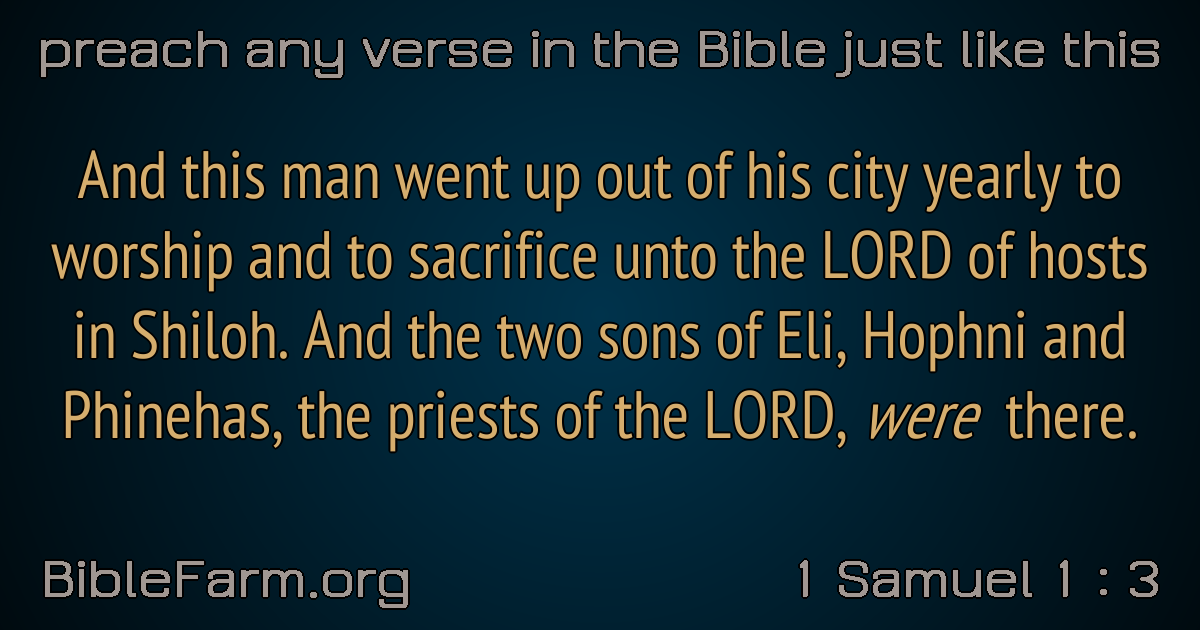 preach any verse in the Bible just like this
And this man went up out of his city yearly to
worship and to sacrifice unto the LORD of hosts
in Shiloh. And the two sons of Eli, Hophni and
Phinehas, the priests of the LORD, were there.
BibleFarm.org
1 Samuel 1 : 3